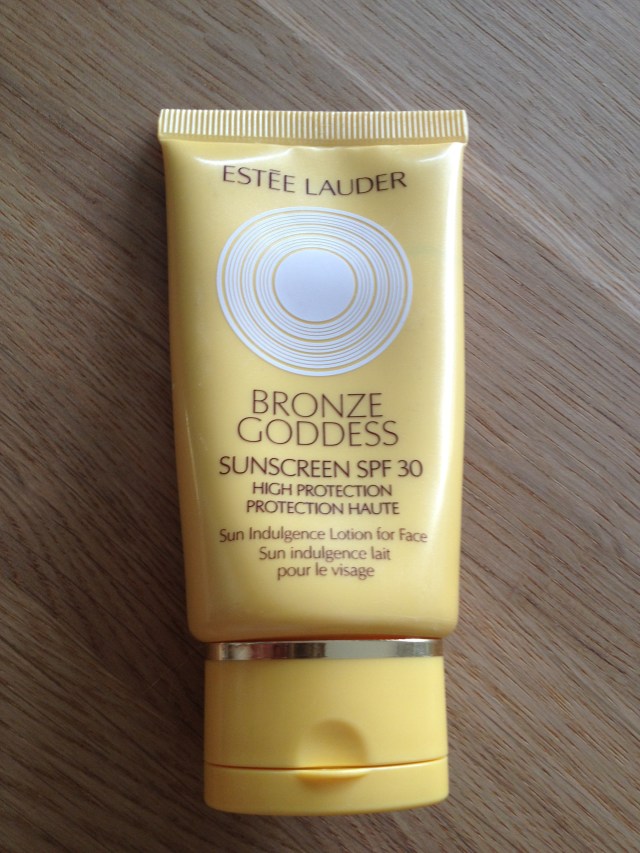 ESTĒE LAUDER
BRONZE
GODDESS
SUNSCREEN SPF 30
HIGH PROTECTION
PROTECTION HAUTE
Sun Indulgence Lotion for Face
Sun indulgence lait
pour le visage